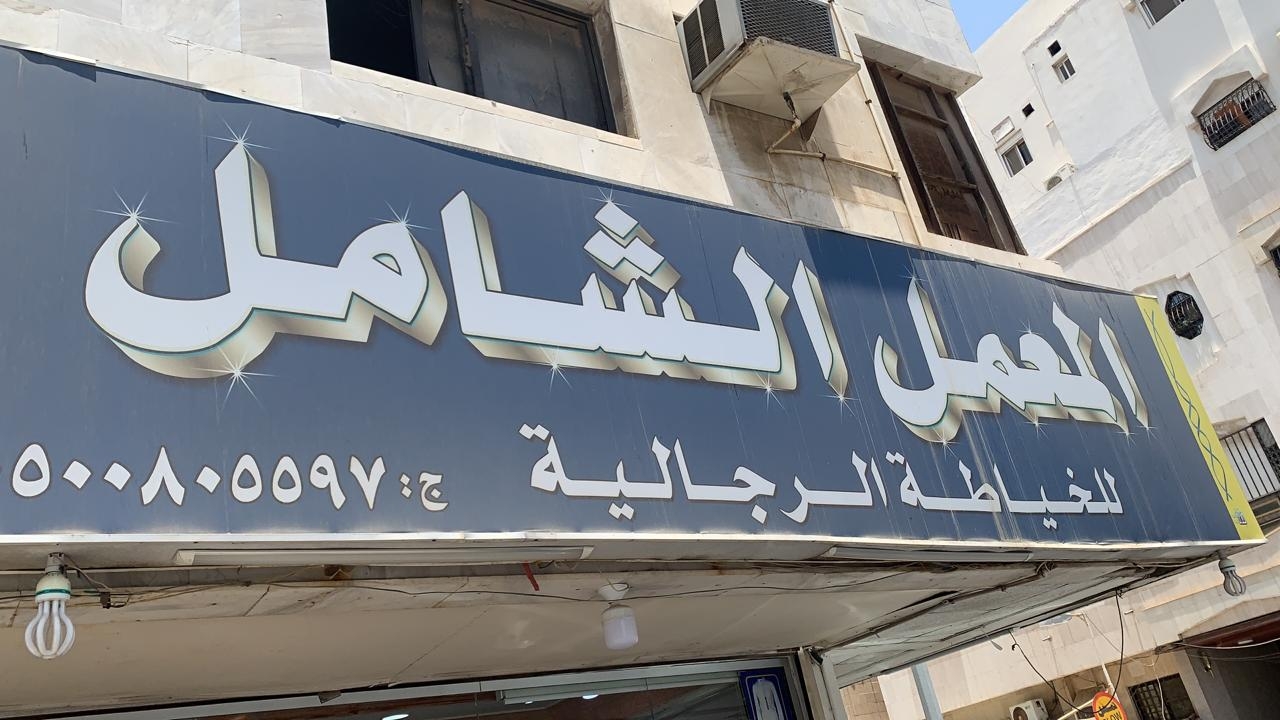 المعمل الشامل
للخياطة الرجالية
ج: ٠٥٠٠٨٠٥٥٩٧